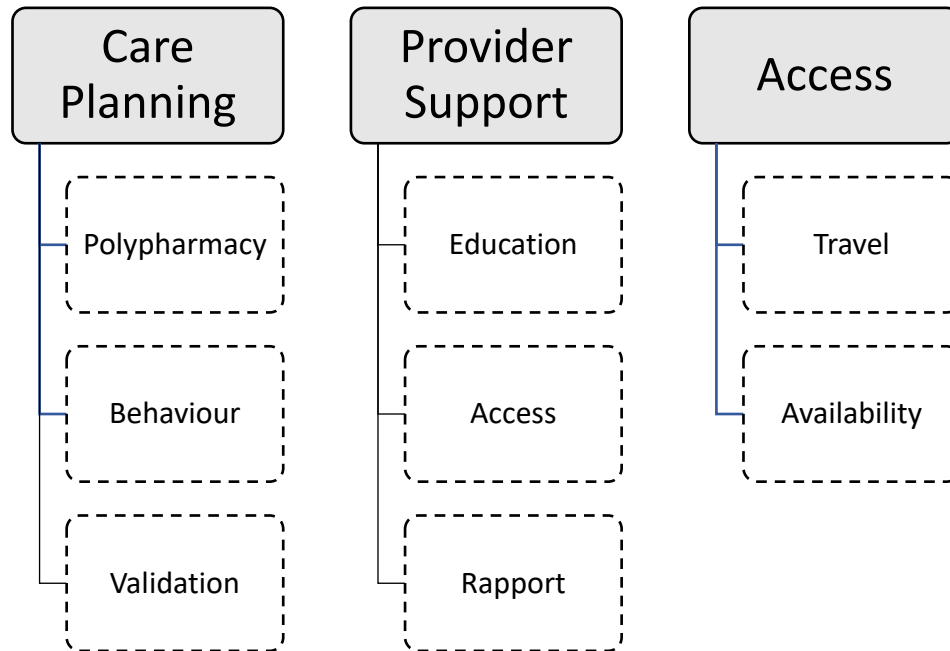 Care
Planning
Polypharmacy
Behaviour
Validation
Provider
Support
Education
Access
Rapport
Access
Travel
Availability